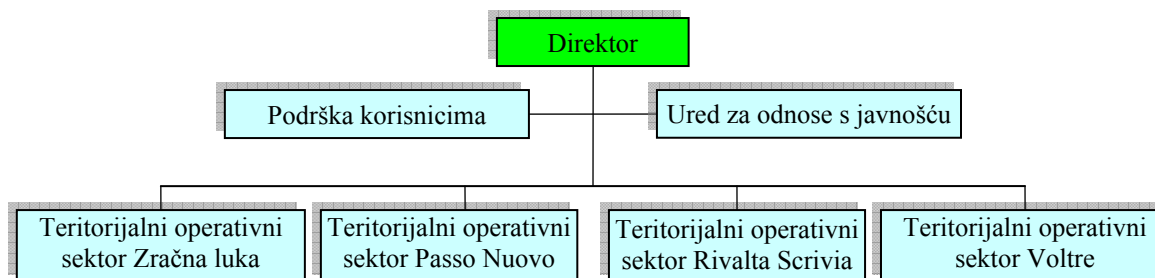 Direktor
Podrška korisnicima
Ured za odnose s javnošću
Teritorijalni operativni
sektor Zračna luka
Teritorijalni operativni
sektor Passo Nuovo
Teritorijalni operativni
sektor Rivalta Scrivia
Teritorijalni operativni
sektor Voltre